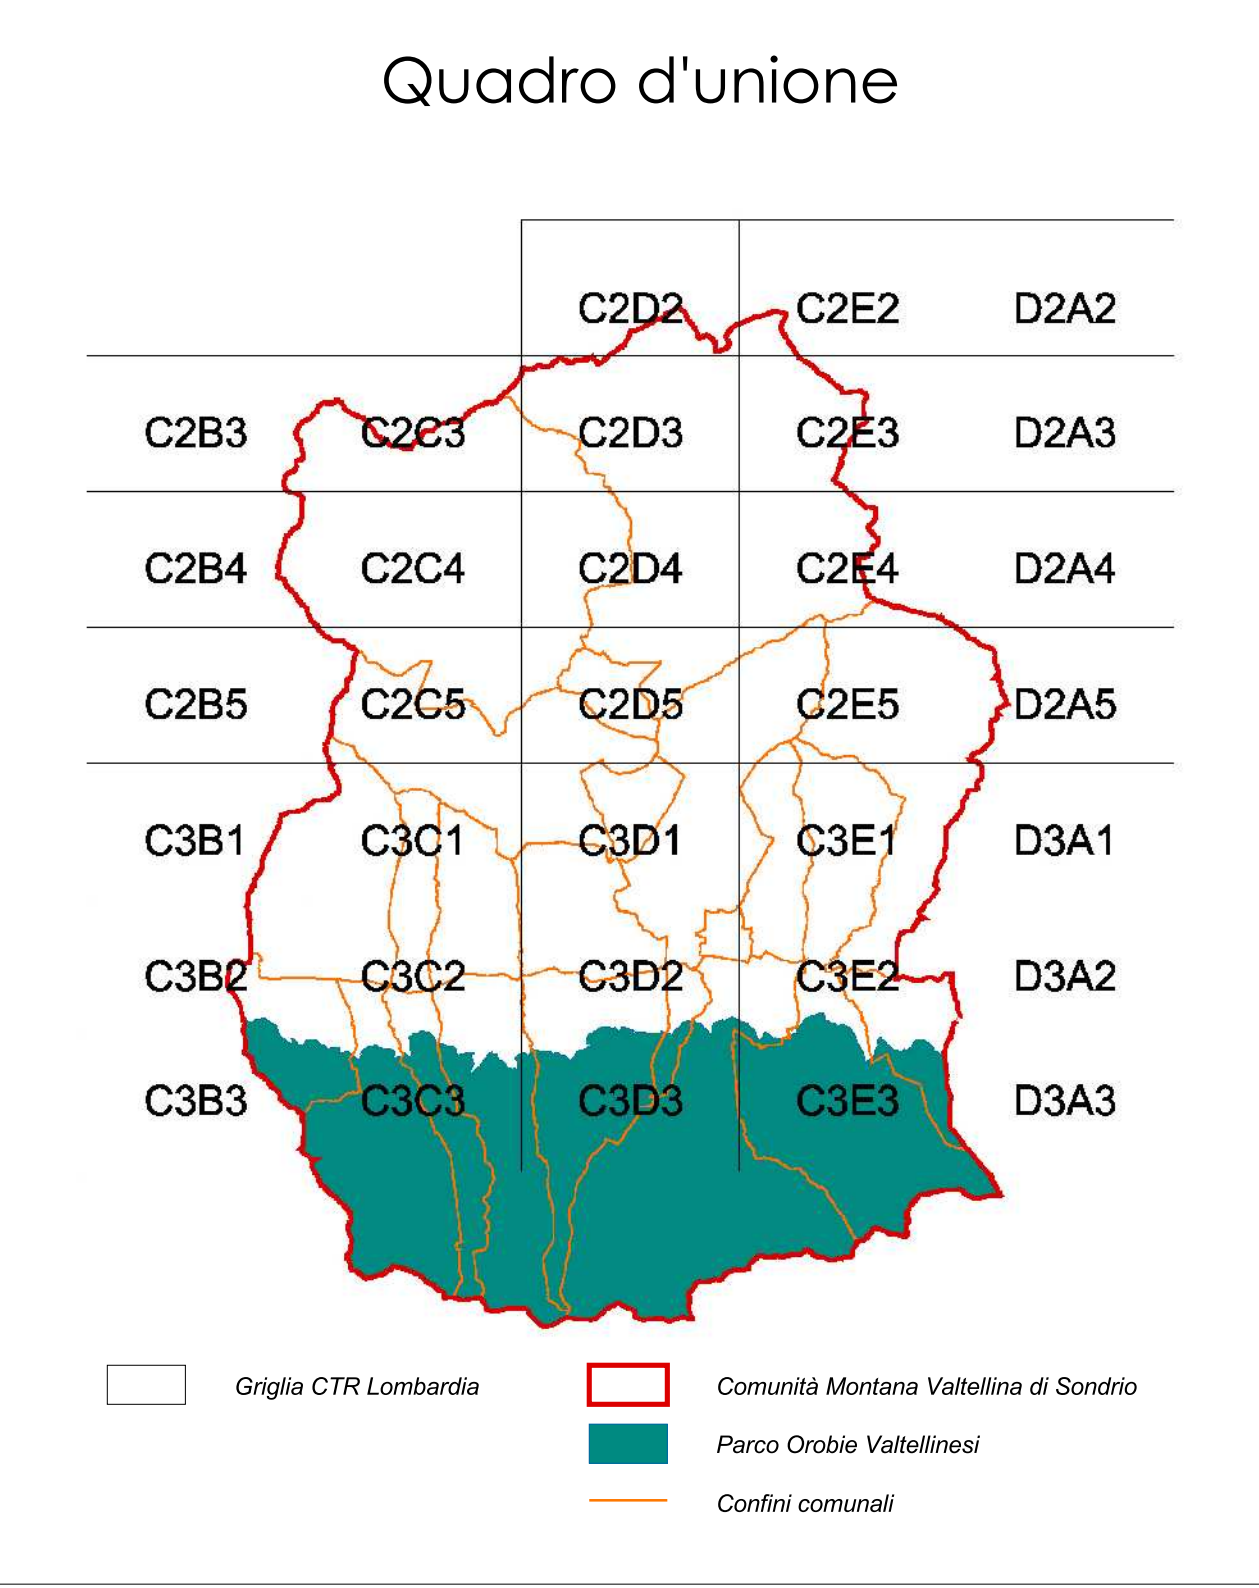 Quadro d'unione
C2D2 C2E2 D2A2
C2B3 C2C3 C2D3 C2E3 D2A3
C2B4 C2C4 C2D4 C2E4 D2A4
C2B5 C2C5 C2D5 C2E5 D2A5
C3B1 C3C1 C3D1 C3E1 D3A1
C3B2 C3C2 C3D2 C3E2 D3A2
C3B3 C3C3 C3D3 C3E3 D3A3
Griglia CTR Lombardia
Comunità Montana Valtellina di Sondrio
Parco Orobie Valtellinesi
Confini comunali